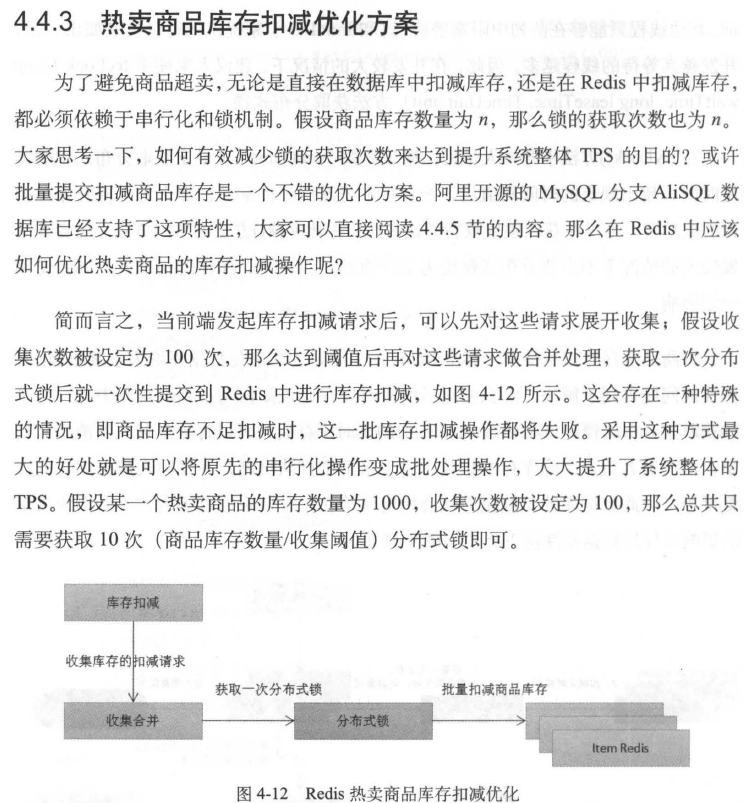 4.4.3 热卖商品库存扣减优化方案
为了避免商品超卖，无论是直接在数据库中扣减库存，还是在 Redis 中扣减库存，
都必须依赖于串行化和锁机制。假设商品库存数量为 n，那么锁的获取次数也为 n。
大家思考一下，如何有效减少锁的获取次数来达到提升系统整体 TPS 的目的？或许
批量提交扣减商品库存是一个不错的优化方案。阿里开源的 MySQL 分支 AliSQL 数
据库已经支持了这项特性，大家可以直接阅读 4.4.5 节的内容。那么在 Redis 中应该
如何优化热卖商品的库存扣减操作呢？
简而言之，当前端发起库存扣减请求后，可以先对这些请求展开收集；假设收
集次数被设定为 100 次，那么达到阈值后再对这些请求做合并处理，获取一次分布
式锁后就一次性提交到 Redis 中进行库存扣减，如图 4-12 所示。这会存在一种特殊
的情况，即商品库存不足扣减时，这一批库存扣减操作都将失败。采用这种方式最
大的好处就是可以将原先的串行化操作变成批处理操作，大大提升了系统整体的
TPS。假设某一个热卖商品的库存数量为 1000，收集次数被设定为 100，那么总共只
需要获取 10 次（商品库存数量/收集阈值）分布式锁即可。
库存扣减
收集库存的扣减请求
获取一次分布式锁
批量扣减商品库存
收集合并
分布式锁
Item Redis
图 4-12 Redis 热卖商品库存扣减优化